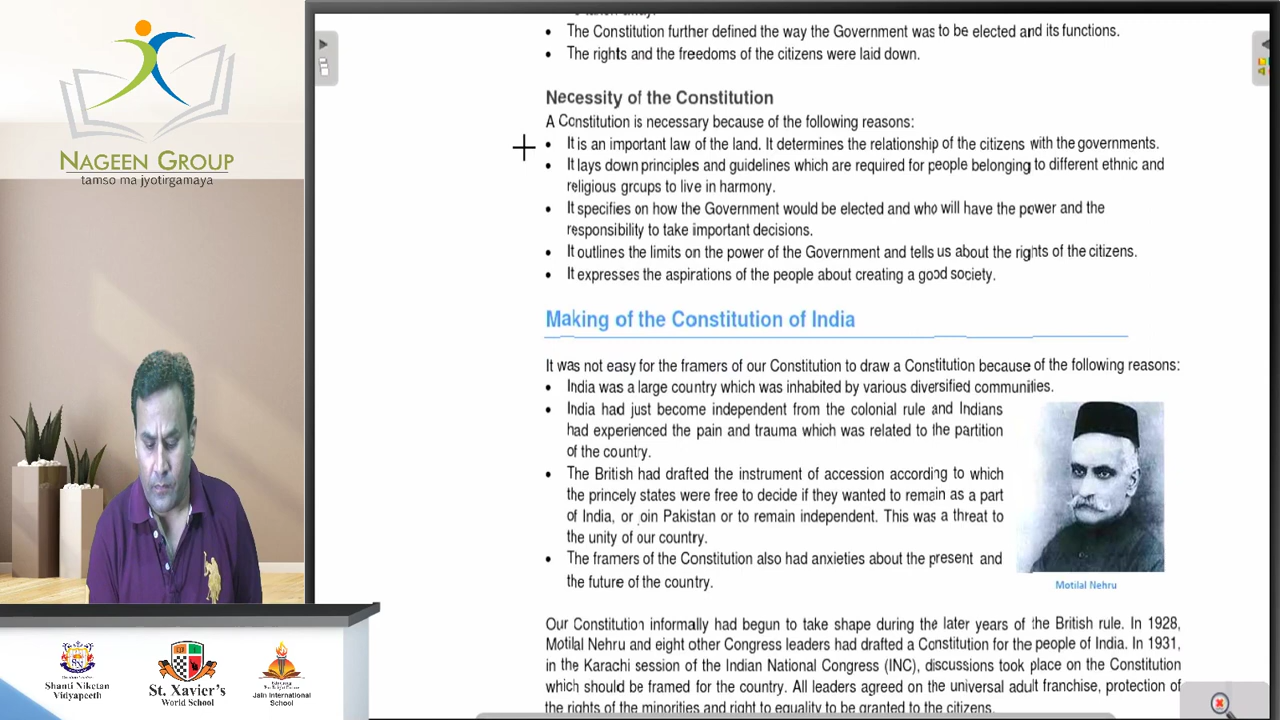 The Constitution further defined the way the Government was to be elected and its functions.
The rights and the freedoms of the citizens were laid down.
Necessity of the Constitution
A Constitution is necessary because of the following reasons:
It is an important law of the land. It determines the relationship of the citizens with the governments.
It lays down principles and guidelines which are required for people belonging to different ethnic and
religious groups to live in harmony.
It specifies on how the Government would be elected and who will have the power and the
responsibility to take important decisions.
It outlines the limits on the power of the Government and tells us about the rights of the citizens.
It expresses the aspirations of the people about creating a good society.
Making of the Constitution of India
It was not easy for the framers of our Constitution to draw a Constitution because of the following reasons:
India was a large country which was inhabited by various diversified communities.
India had just become independent from the colonial rule and Indians
had experienced the pain and trauma which was related to the partition
of the country.
The British had drafted the instrument of accession according to which
the princely states were free to decide if they wanted to remain as a part
of India, or join Pakistan or to remain independent. This was a threat to
the unity of our country.
The framers of the Constitution also had anxieties about the present and
the future of the country.
Motilal Nehru
Our Constitution informally had begun to take shape during the later years of the British rule. In 1928,
Motilal Nehru and eight other Congress leaders had drafted a Constitution for the people of India. In 1931,
in the Karachi session of the Indian National Congress (INC), discussions took place on the Constitution
which should be framed for the country. All leaders agreed on the universal adult franchise, protection of
the rights of the minorities and right to equality to be granted to the citizens.
NAGEEN GROUP
tamso ma jyotirgamaya
Shanti Niketan
Vidyapeeth
St. Xavier's
World School
Jain International
School